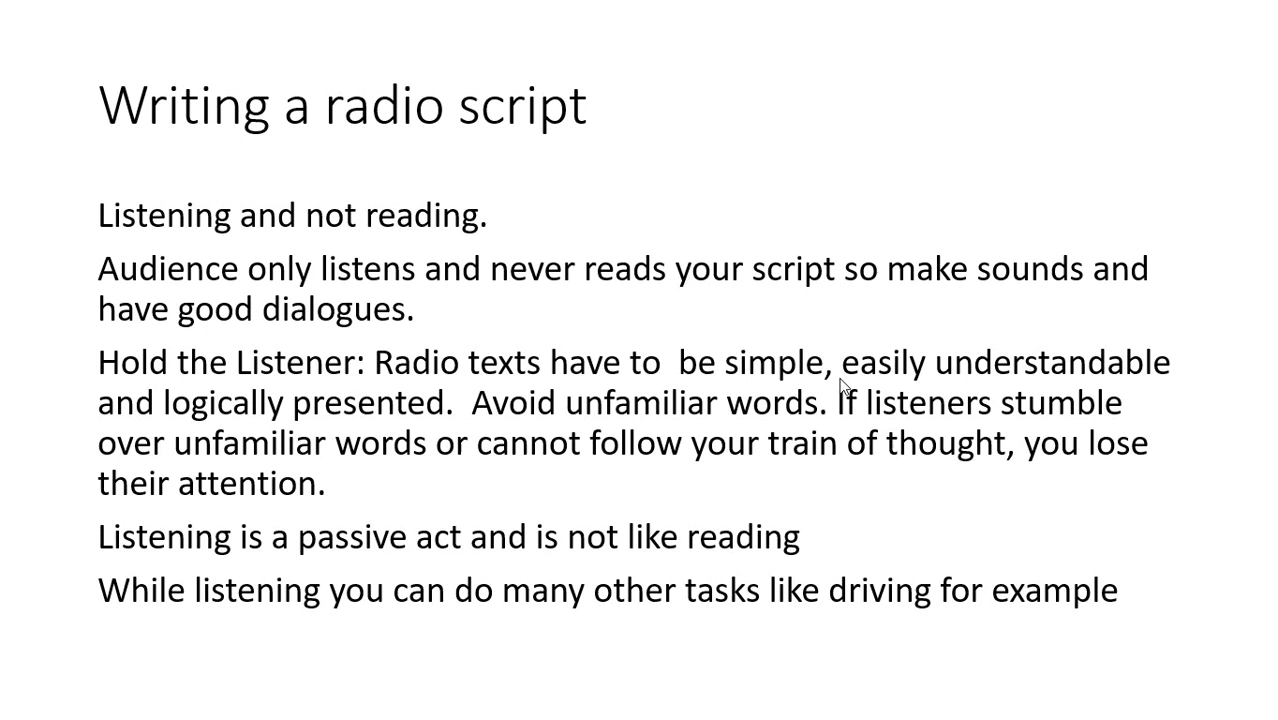 Writing a radio script
Listening and not reading.
Audience only listens and never reads your script so make sounds and
have good dialogues.
Hold the Listener: Radio texts have to  be simple, easily understandable
and logically presented.  Avoid unfamiliar words. If listeners stumble
over unfamiliar words or cannot follow your train of thought, you lose
their attention.
Listening is a passive act and is not like reading
While listening you can do many other tasks like driving for example